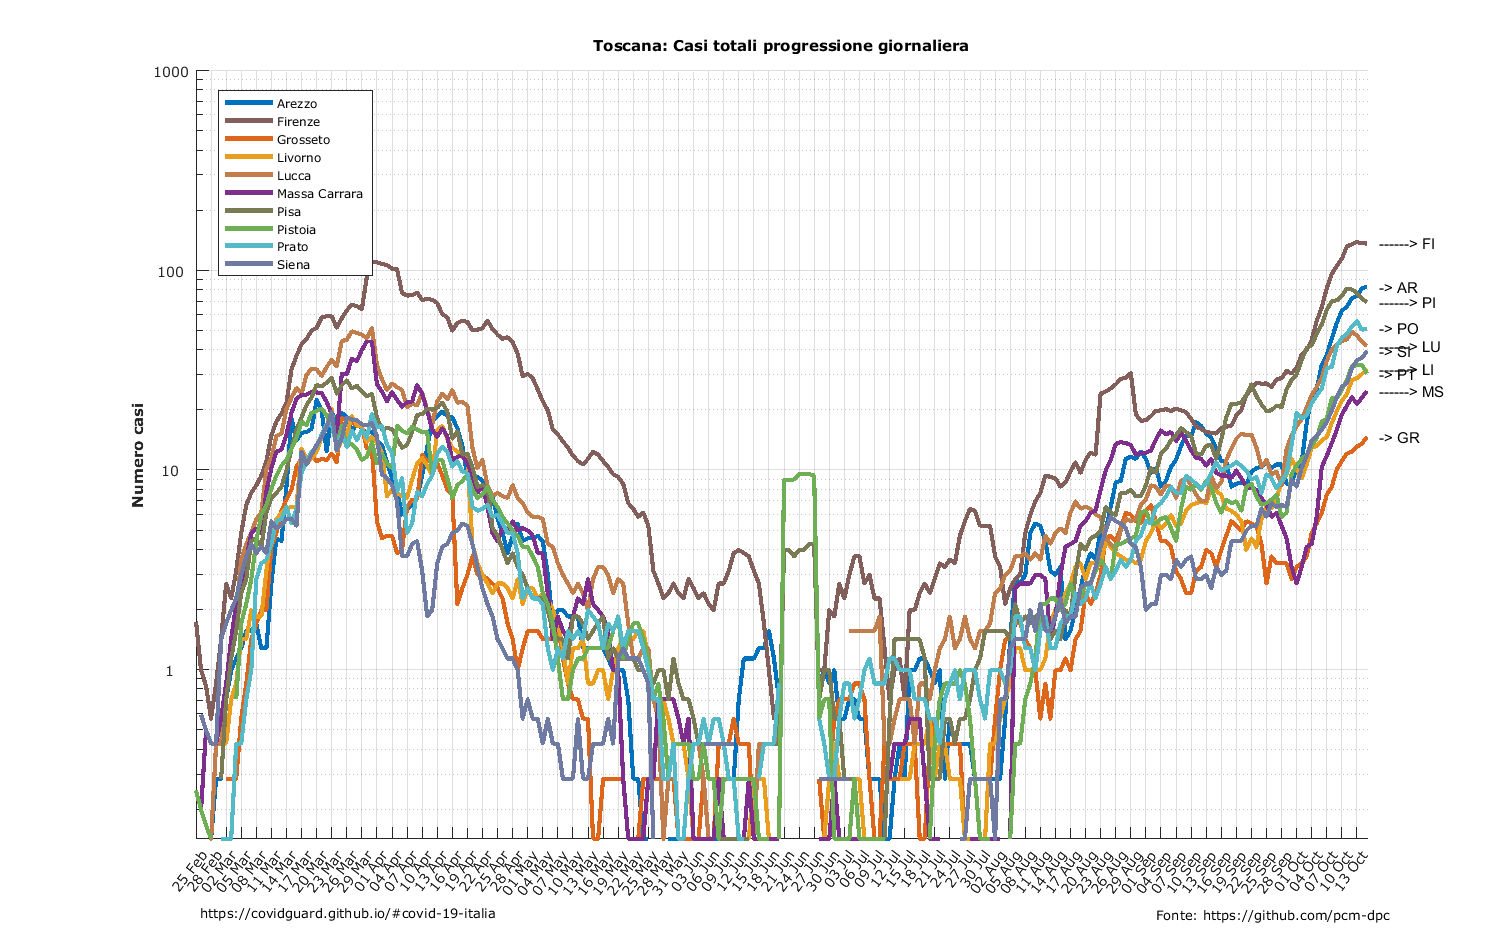 Toscana: Casi totali progressione giornaliera
Numero casi
1000
100
10
1
Arezzo
Firenze
Grosseto
Livorno
Lucca
Massa Carrara
Pisa
Pistoia
Prato
Siena
------> FI
-> AR
------> PI
-> PO
------> LU
-> SI
------> LI
-> PT
------> MS
-> GR
25 Feb
28 Feb
02 Mar
05 Mar
08 Mar
11 Mar
14 Mar
17 Mar
20 Mar
23 Mar
26 Mar
29 Mar
01 Apr
04 Apr
07 Apr
10 Apr
13 Apr
16 Apr
19 Apr
22 Apr
25 Apr
28 Apr
01 May
04 May
07 May
10 May
13 May
16 May
19 May
22 May
25 May
28 May
31 May
03 Jun
06 Jun
09 Jun
12 Jun
15 Jun
18 Jun
21 Jun
24 Jun
27 Jun
30 Jun
03 Jul
06 Jul
09 Jul
12 Jul
15 Jul
18 Jul
21 Jul
24 Jul
27 Jul
30 Jul
02 Aug
05 Aug
08 Aug
11 Aug
14 Aug
17 Aug
20 Aug
23 Aug
26 Aug
29 Aug
01 Sep
04 Sep
07 Sep
10 Sep
13 Sep
16 Sep
19 Sep
22 Sep
25 Sep
28 Sep
01 Oct
04 Oct
07 Oct
10 Oct
13 Oct
https://covidguard.github.io/#covid-19-italia
Fonte: https://github.com/pcm-dpc